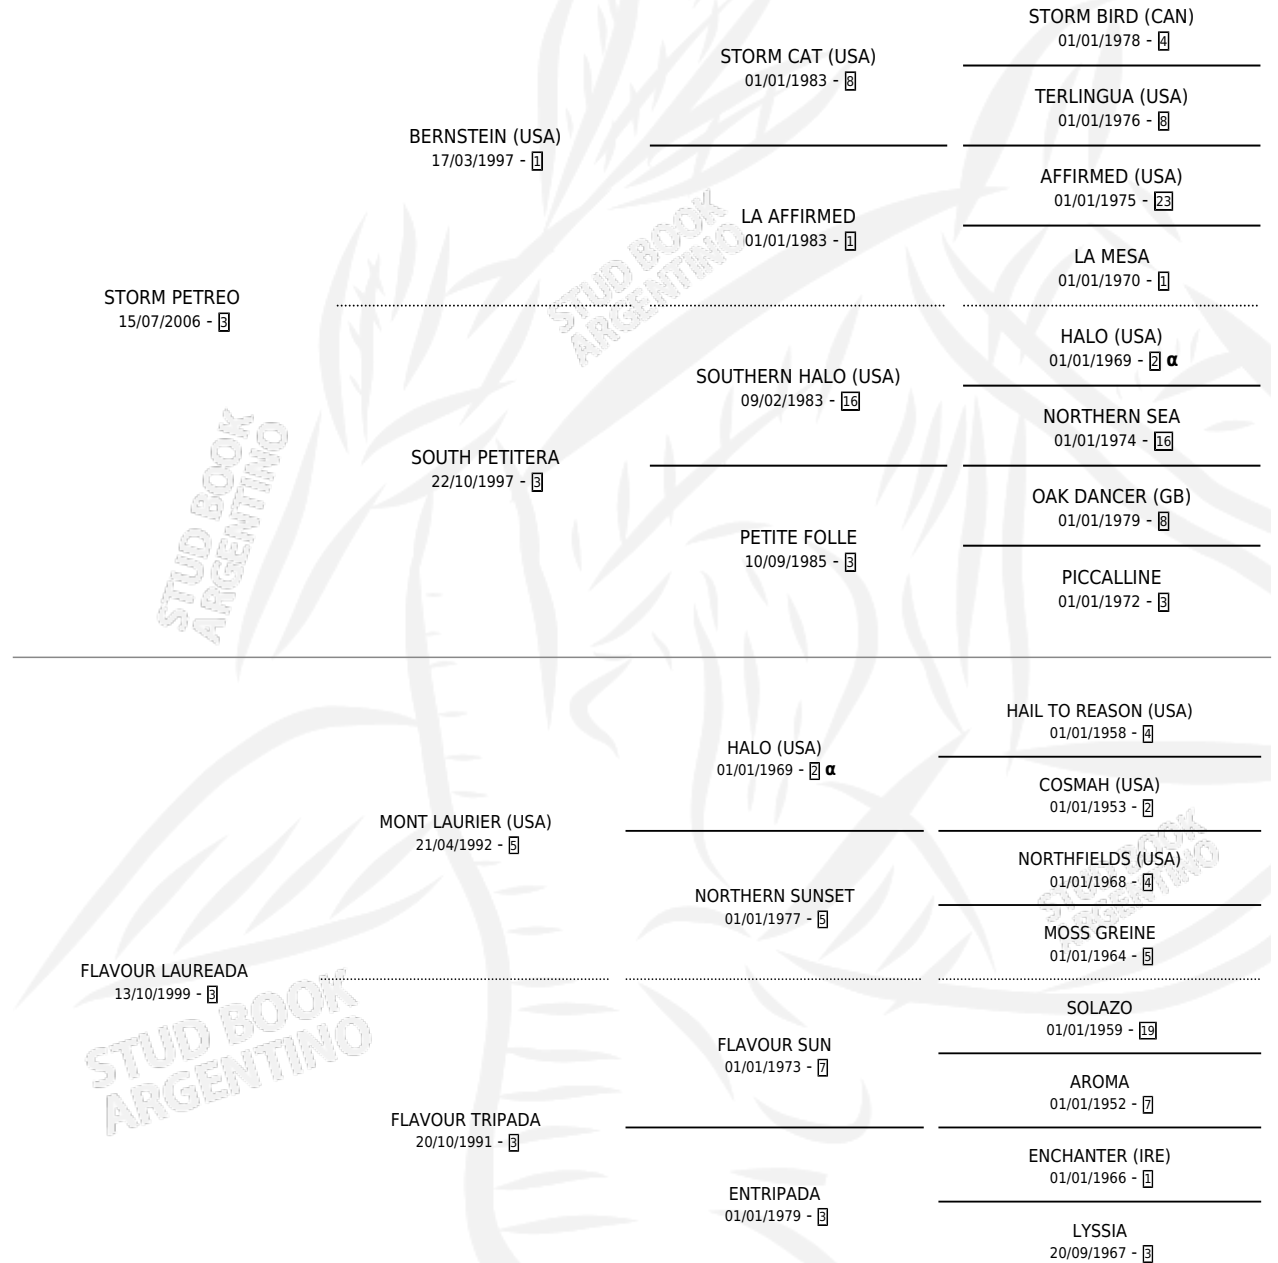 STORM BIRD (CAN)
01/01/1978 - 4
STORM CAT (USA)
01/01/1983 - 8
TERLINGUA (USA)
01/01/1976 - 8
BERNSTEIN (USA)
17/03/1997 - 1
AFFIRMED (USA)
01/01/1975 - 23
LA AFFIRMED
01/01/1983 - 1
LA MESA
01/01/1970 - 1
STORM PETREO
15/07/2006 - 3
HALO (USA)
01/01/1969 - 2 α
SOUTHERN HALO (USA)
09/02/1983 - 16
NORTHERN SEA
01/01/1974 - 16
SOUTH PETITERA
22/10/1997 - 3
OAK DANCER (GB)
01/01/1979 - 8
PETITE FOLLE
10/09/1985 - 3
PICCALLINE
01/01/1972 - 3
HAIL TO REASON (USA)
01/01/1958 - 4
HALO (USA)
01/01/1969 - 2 α
COSMAH (USA)
01/01/1953 - 2
MONT LAURIER (USA)
21/04/1992 - 5
NORTHFIELDS (USA)
01/01/1968 - 4
NORTHERN SUNSET
01/01/1977 - 5
MOSS GREINE
01/01/1964 - 5
FLAVOUR LAUREADA
13/10/1999 - 3
SOLAZO
01/01/1959 - 19
FLAVOUR SUN
01/01/1973 - 7
AROMA
01/01/1952 - 7
FLAVOUR TRIPADA
20/10/1991 - 3
ENCHANTER (IRE)
01/01/1966 - 1
ENTRIPADA
01/01/1979 - 3
LYSSIA
20/09/1967 - 3
STUD BOOK
ARGENTINO
STUD BOOK
ARGENTINO
STUD BOOK
ARGENTINO
STUD BOOK
ARGENTINO